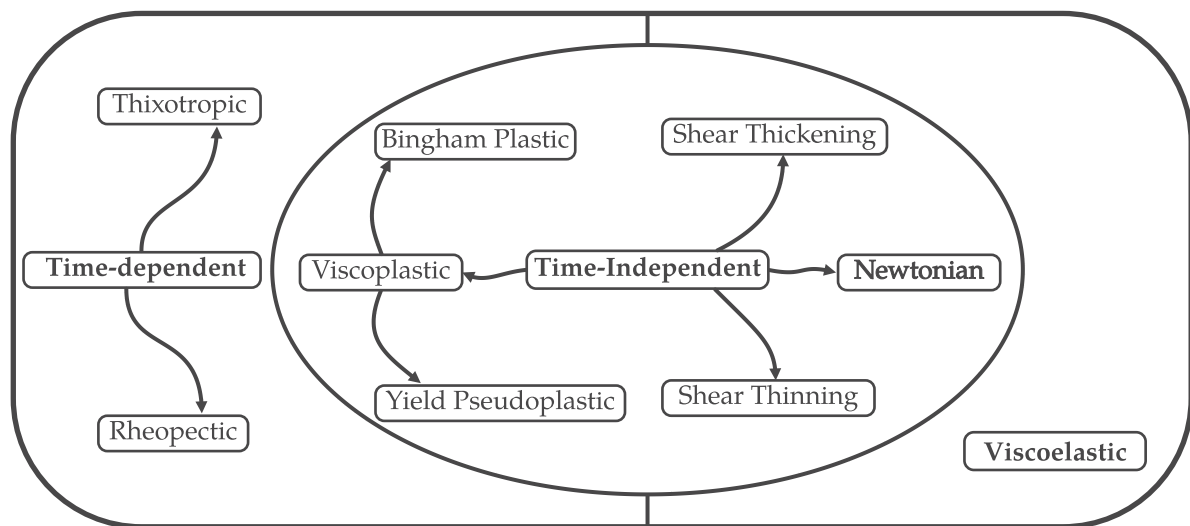 Thixotropic
Bingham Plastic
Shear Thickening
Time-dependent
Viscoplastic
Time-Independent
Newtonian
Yield Pseudoplastic
Shear Thinning
Rheopectic
Viscoelastic